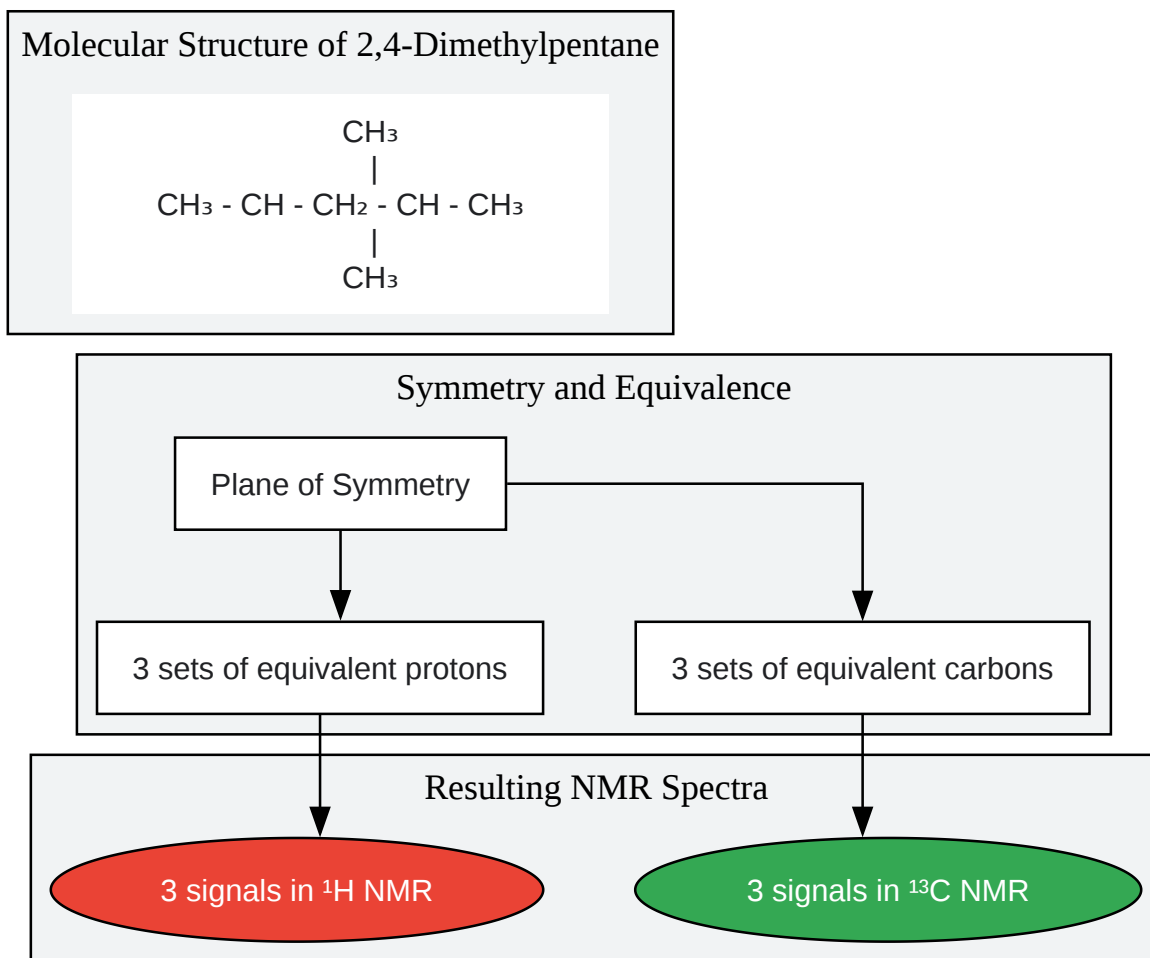 Molecular Structure of 2,4-Dimethylpentane
CH₃
|
CH₃ - CH - CH₂ - CH - CH₃
|
CH₃
Symmetry and Equivalence
Plane of Symmetry
3 sets of equivalent protons
3 sets of equivalent carbons
Resulting NMR Spectra
3 signals in ¹H NMR
3 signals in ¹³C NMR